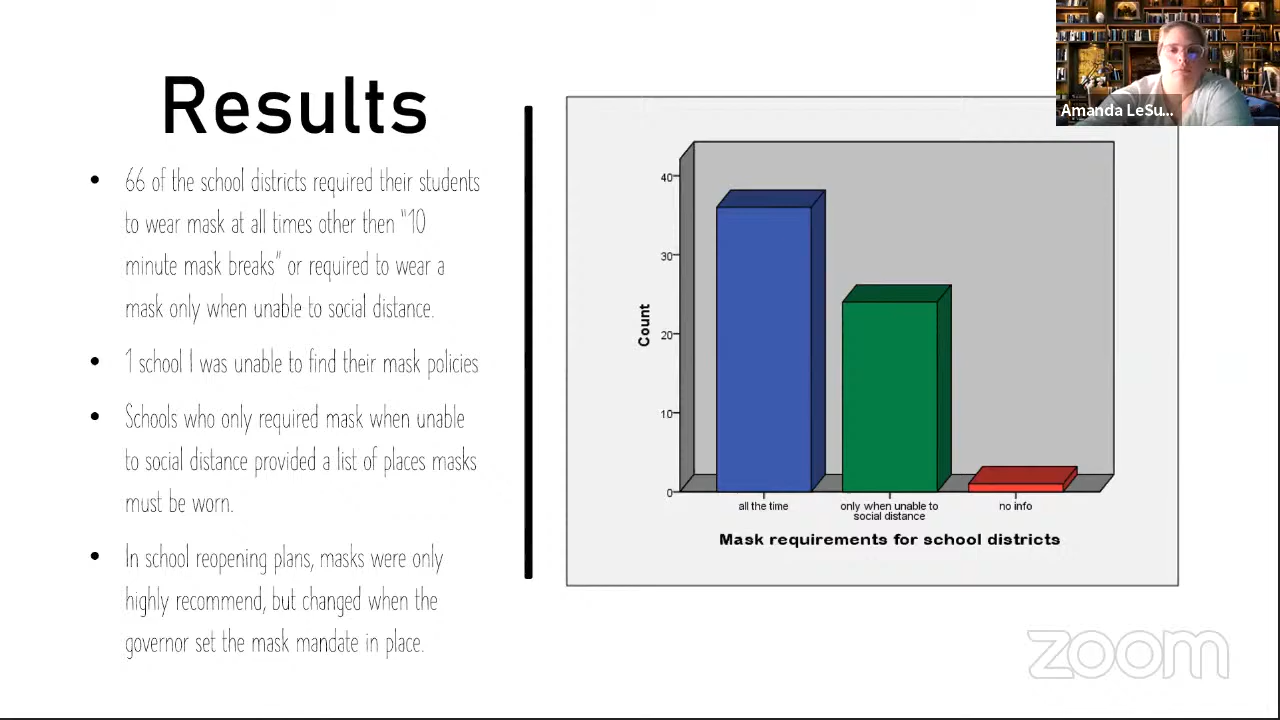 Results
• 66 of the school districts required their students
to wear mask at all times other then "10
minute mask breaks" or required to wear a
mask only when unable to social distance.
• 1 school I was unable to find their mask policies
• Schools who only required mask when unable
to social distance provided a list of places masks
must be worn.
• In school reopening plans, masks were only
highly recommend, but changed when the
governor set the mask mandate in place.
Amanda LeSu...
40
30
20
10
0
Count
all the time
only when unable to
social distance
no info
Mask requirements for school districts
zoom